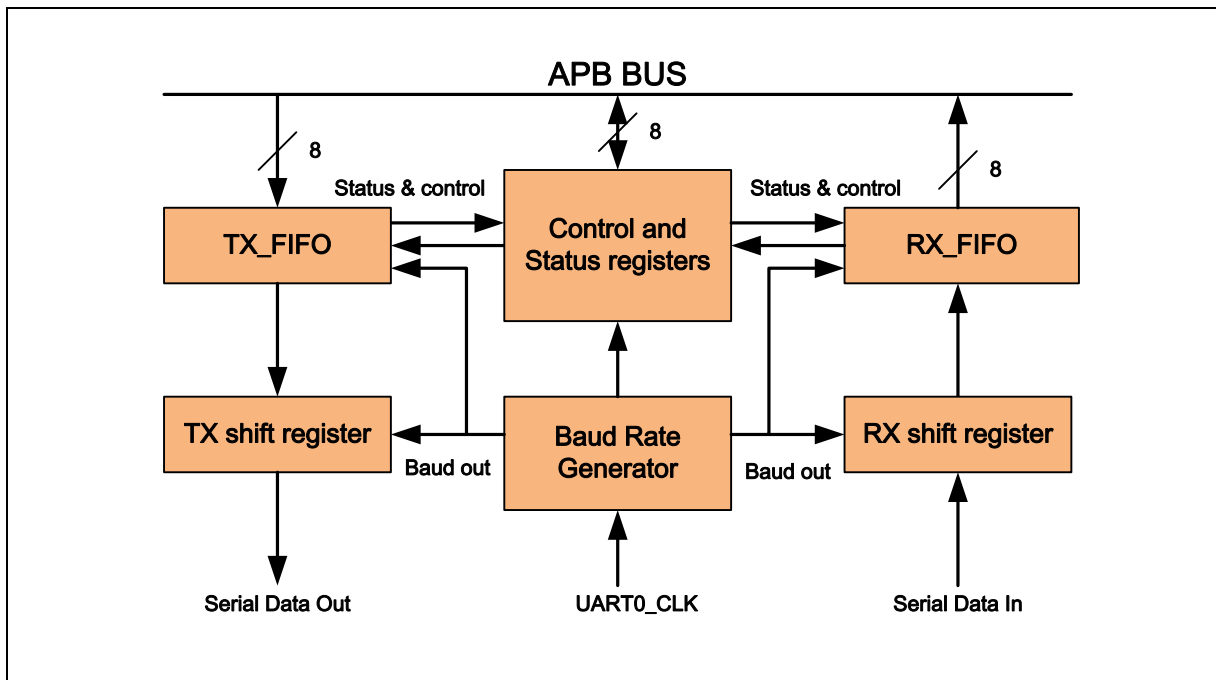 APB BUS
8
8
8
Status & control
Status & control
TX_FIFO
Control and
Status registers
RX_FIFO
TX shift register
Baud Rate
Generator
RX shift register
Baud out
Baud out
Serial Data Out
UART0_CLK
Serial Data In